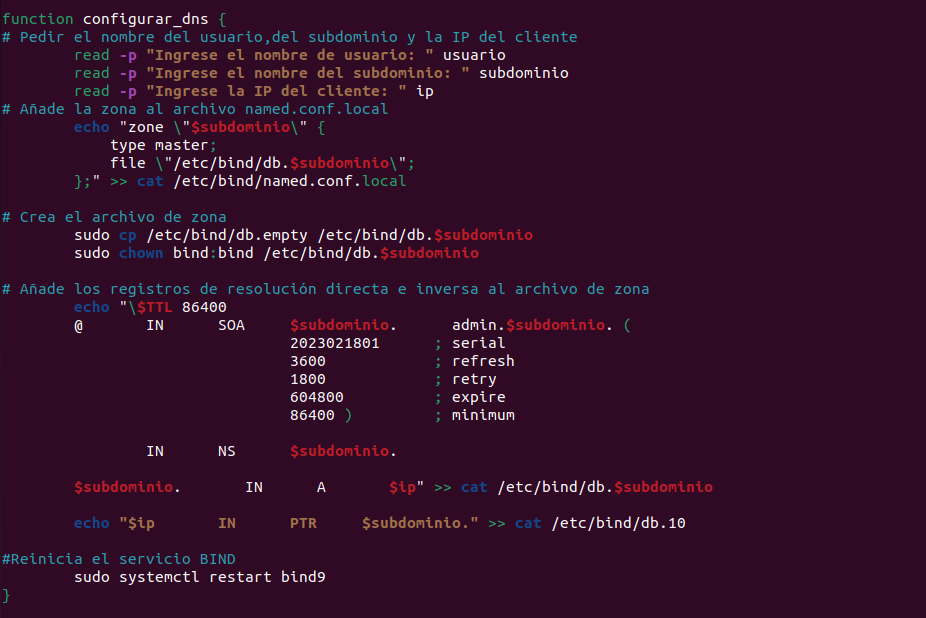 function configurar_dns {
# Pedir el nombre del usuario,del subdominio y la IP del cliente
        read -p "Ingrese el nombre de usuario: " usuario
        read -p "Ingrese el nombre del subdominio: " subdominio
        read -p "Ingrese la IP del cliente: " ip
# Añade la zona al archivo named.conf.local
        echo "zone \"$subdominio\" {
            type master;
            file \"/etc/bind/db.$subdominio\";
        };" >> cat /etc/bind/named.conf.local

# Crea el archivo de zona
        sudo cp /etc/bind/db.empty /etc/bind/db.$subdominio
        sudo chown bind:bind /etc/bind/db.$subdominio

# Añade los registros de resolución directa e inversa al archivo de zona
        echo "\$TTL 86400
        @       IN      SOA     $subdominio.      admin.$subdominio. (
                                2023021801      ; serial
                                3600            ; refresh
                                1800            ; retry
                                604800          ; expire
                                86400 )         ; minimum

                IN      NS      $subdominio.

        $subdominio.       IN      A       $ip" >> cat /etc/bind/db.$subdominio

        echo "$ip       IN      PTR     $subdominio." >> cat /etc/bind/db.10

#Reinicia el servicio BIND
        sudo systemctl restart bind9
}